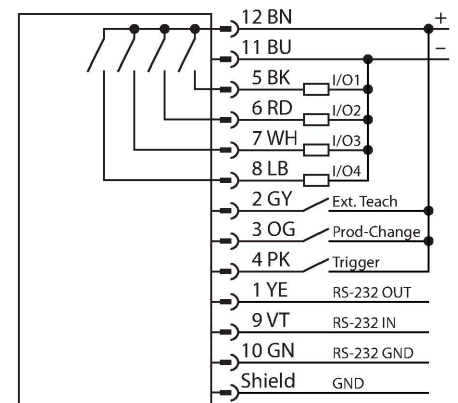 12 BN +
11 BU −
5 BK I/O1
6 RD I/O2
7 WH I/O3
8 LB I/O4
2 GY Ext. Teach
3 OG Prod-Change
4 PK Trigger
1 YE RS-232 OUT
9 VT RS-232 IN
10 GN RS-232 GND
Shield GND